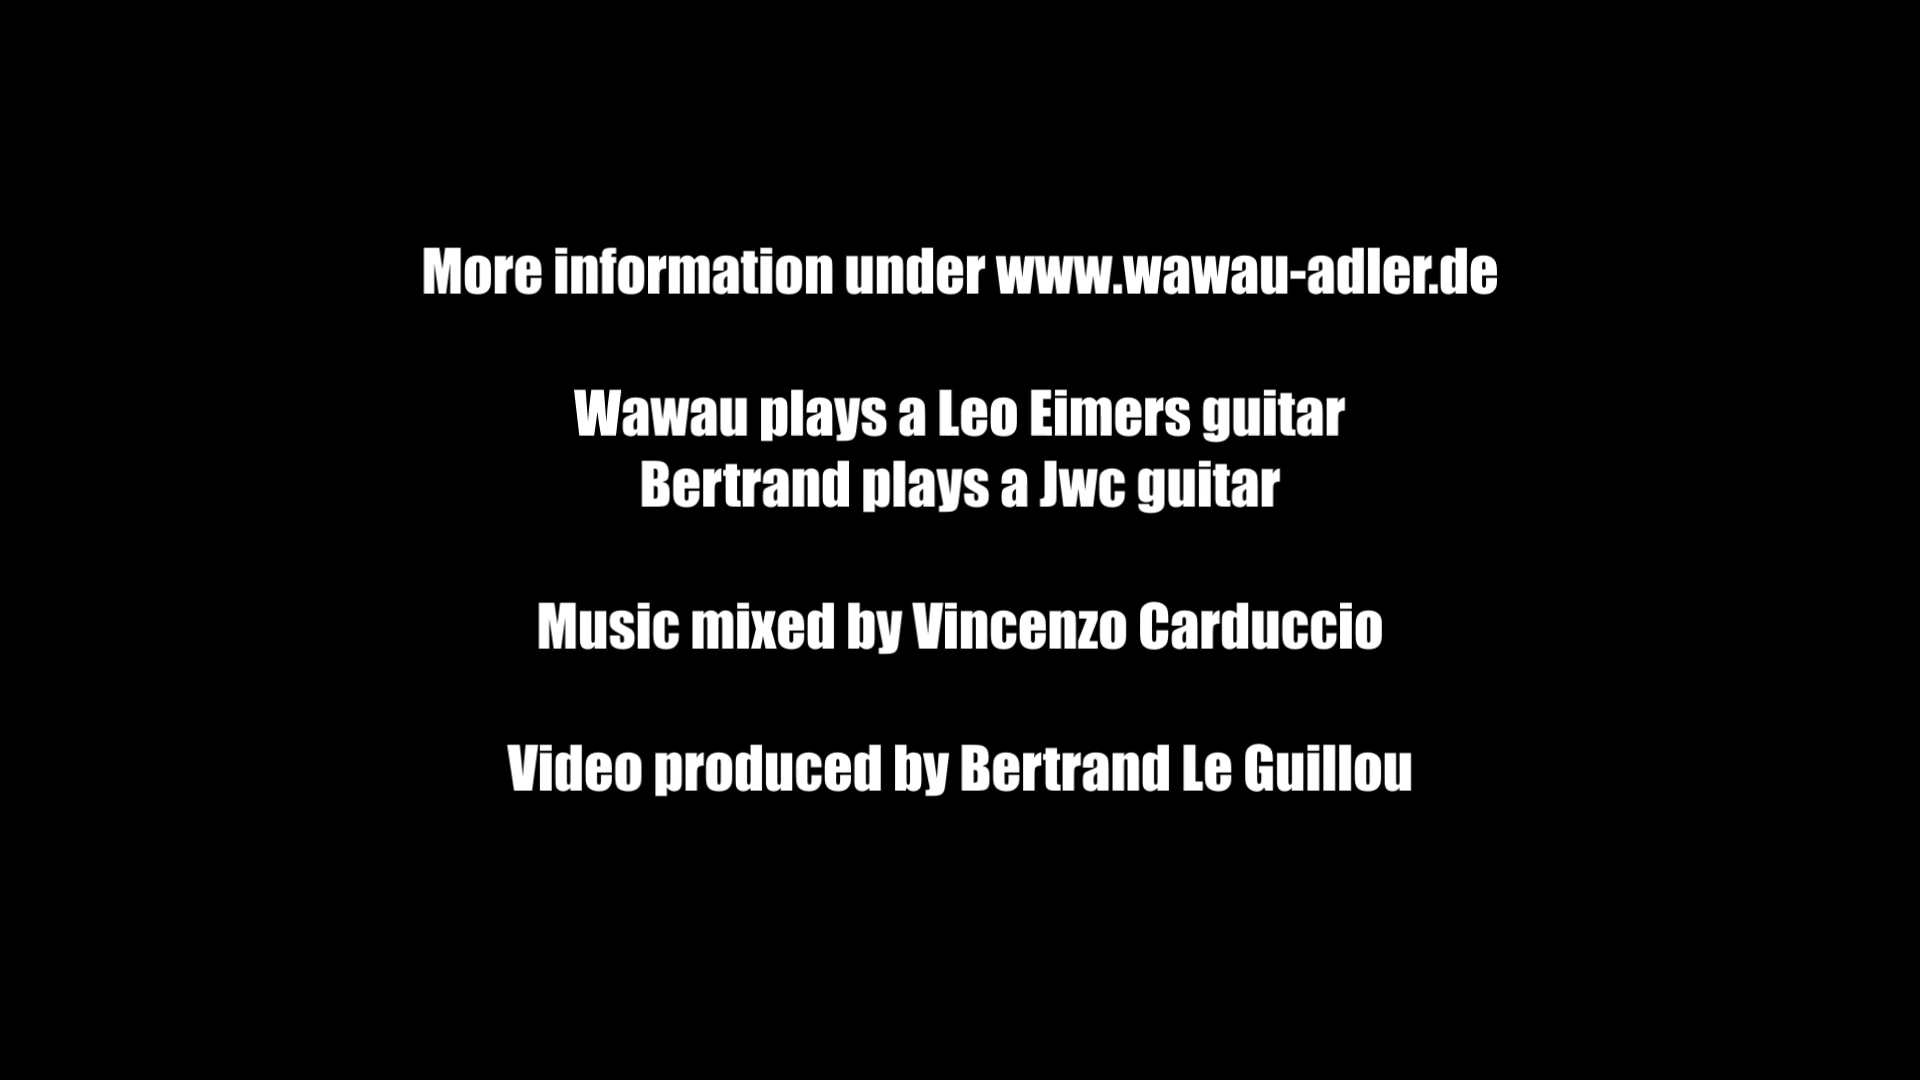 More information under www.wawau-adler.de
Wawau plays a Leo Eimers guitar
Bertrand plays a Jwc guitar
Music mixed by Vincenzo Carduccio
Video produced by Bertrand Le Guillou